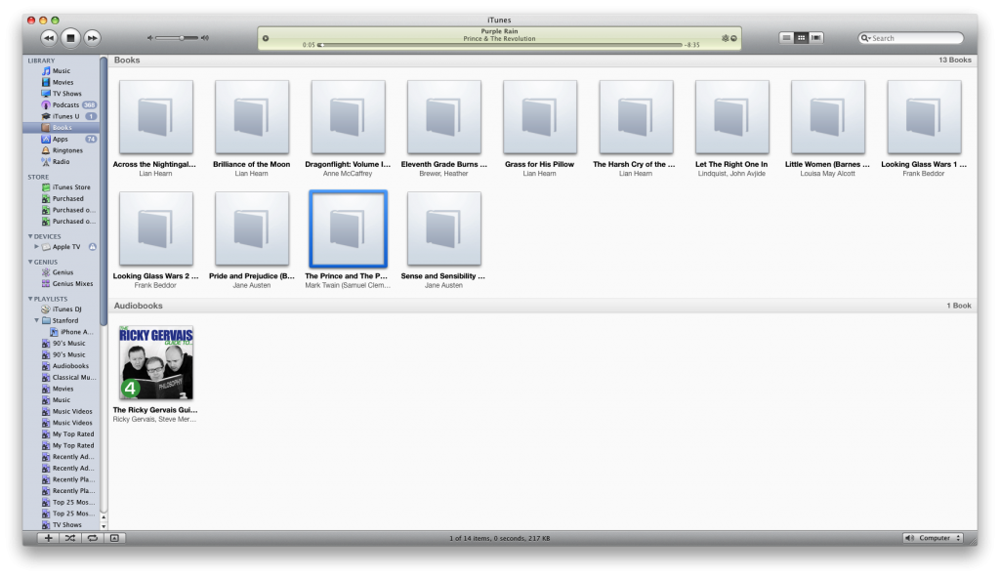 iTunes
Purple Rain
Prince & The Revolution
0:05
-8:35
Search
LIBRARY
Music
Movies
TV Shows
Podcasts 368
iTunes U 1
Books
Apps 74
Ringtones
Radio
STORE
iTunes Store
Purchased
Purchased o...
Purchased o...
DEVICES
Apple TV
GENIUS
Genius
Genius Mixes
PLAYLISTS
iTunes DJ
Stanford
iPhone A...
90's Music
90's Music
Audiobooks
Classical Mu...
Movies
Music
Music Videos
Music Videos
My Top Rated
My Top Rated
Recently Ad...
Recently Ad...
Recently Pla...
Recently Pla...
Top 25 Mos...
Top 25 Mos...
TV Shows
Books
13 Books
Across the Nightingal...
Lian Hearn
Brilliance of the Moon
Lian Hearn
Dragonflight: Volume I...
Anne McCaffrey
Eleventh Grade Burns ...
Brewer, Heather
Grass for His Pillow
Lian Hearn
The Harsh Cry of the ...
Lian Hearn
Let The Right One In
Lindquist, John Avjide
Little Women (Barnes ...
Louisa May Alcott
Looking Glass Wars 1 ...
Frank Beddor
Looking Glass Wars 2 ...
Frank Beddor
Pride and Prejudice (B...
Jane Austen
The Prince and The P...
Mark Twain (Samuel Clem...
Sense and Sensibility ...
Jane Austen
Audiobooks
1 Book
THE
RICKY GERVAIS
GUIDE TO...
PHILOSOPHY
4
The Ricky Gervais Gui...
Ricky Gervais, Steve Mer...
1 of 14 items, 0 seconds, 217 KB
Computer